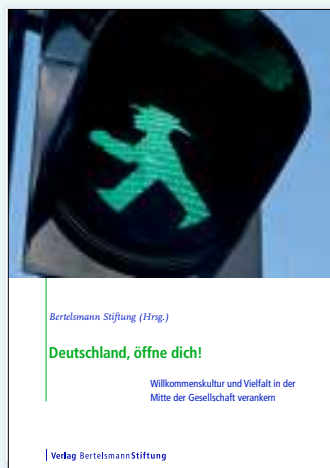 Bertelsmann Stiftung (Hrsg.)
Deutschland, öffne dich!
Willkommenskultur und Vielfalt in der
Mitte der Gesellschaft verankern
Verlag BertelsmannStiftung